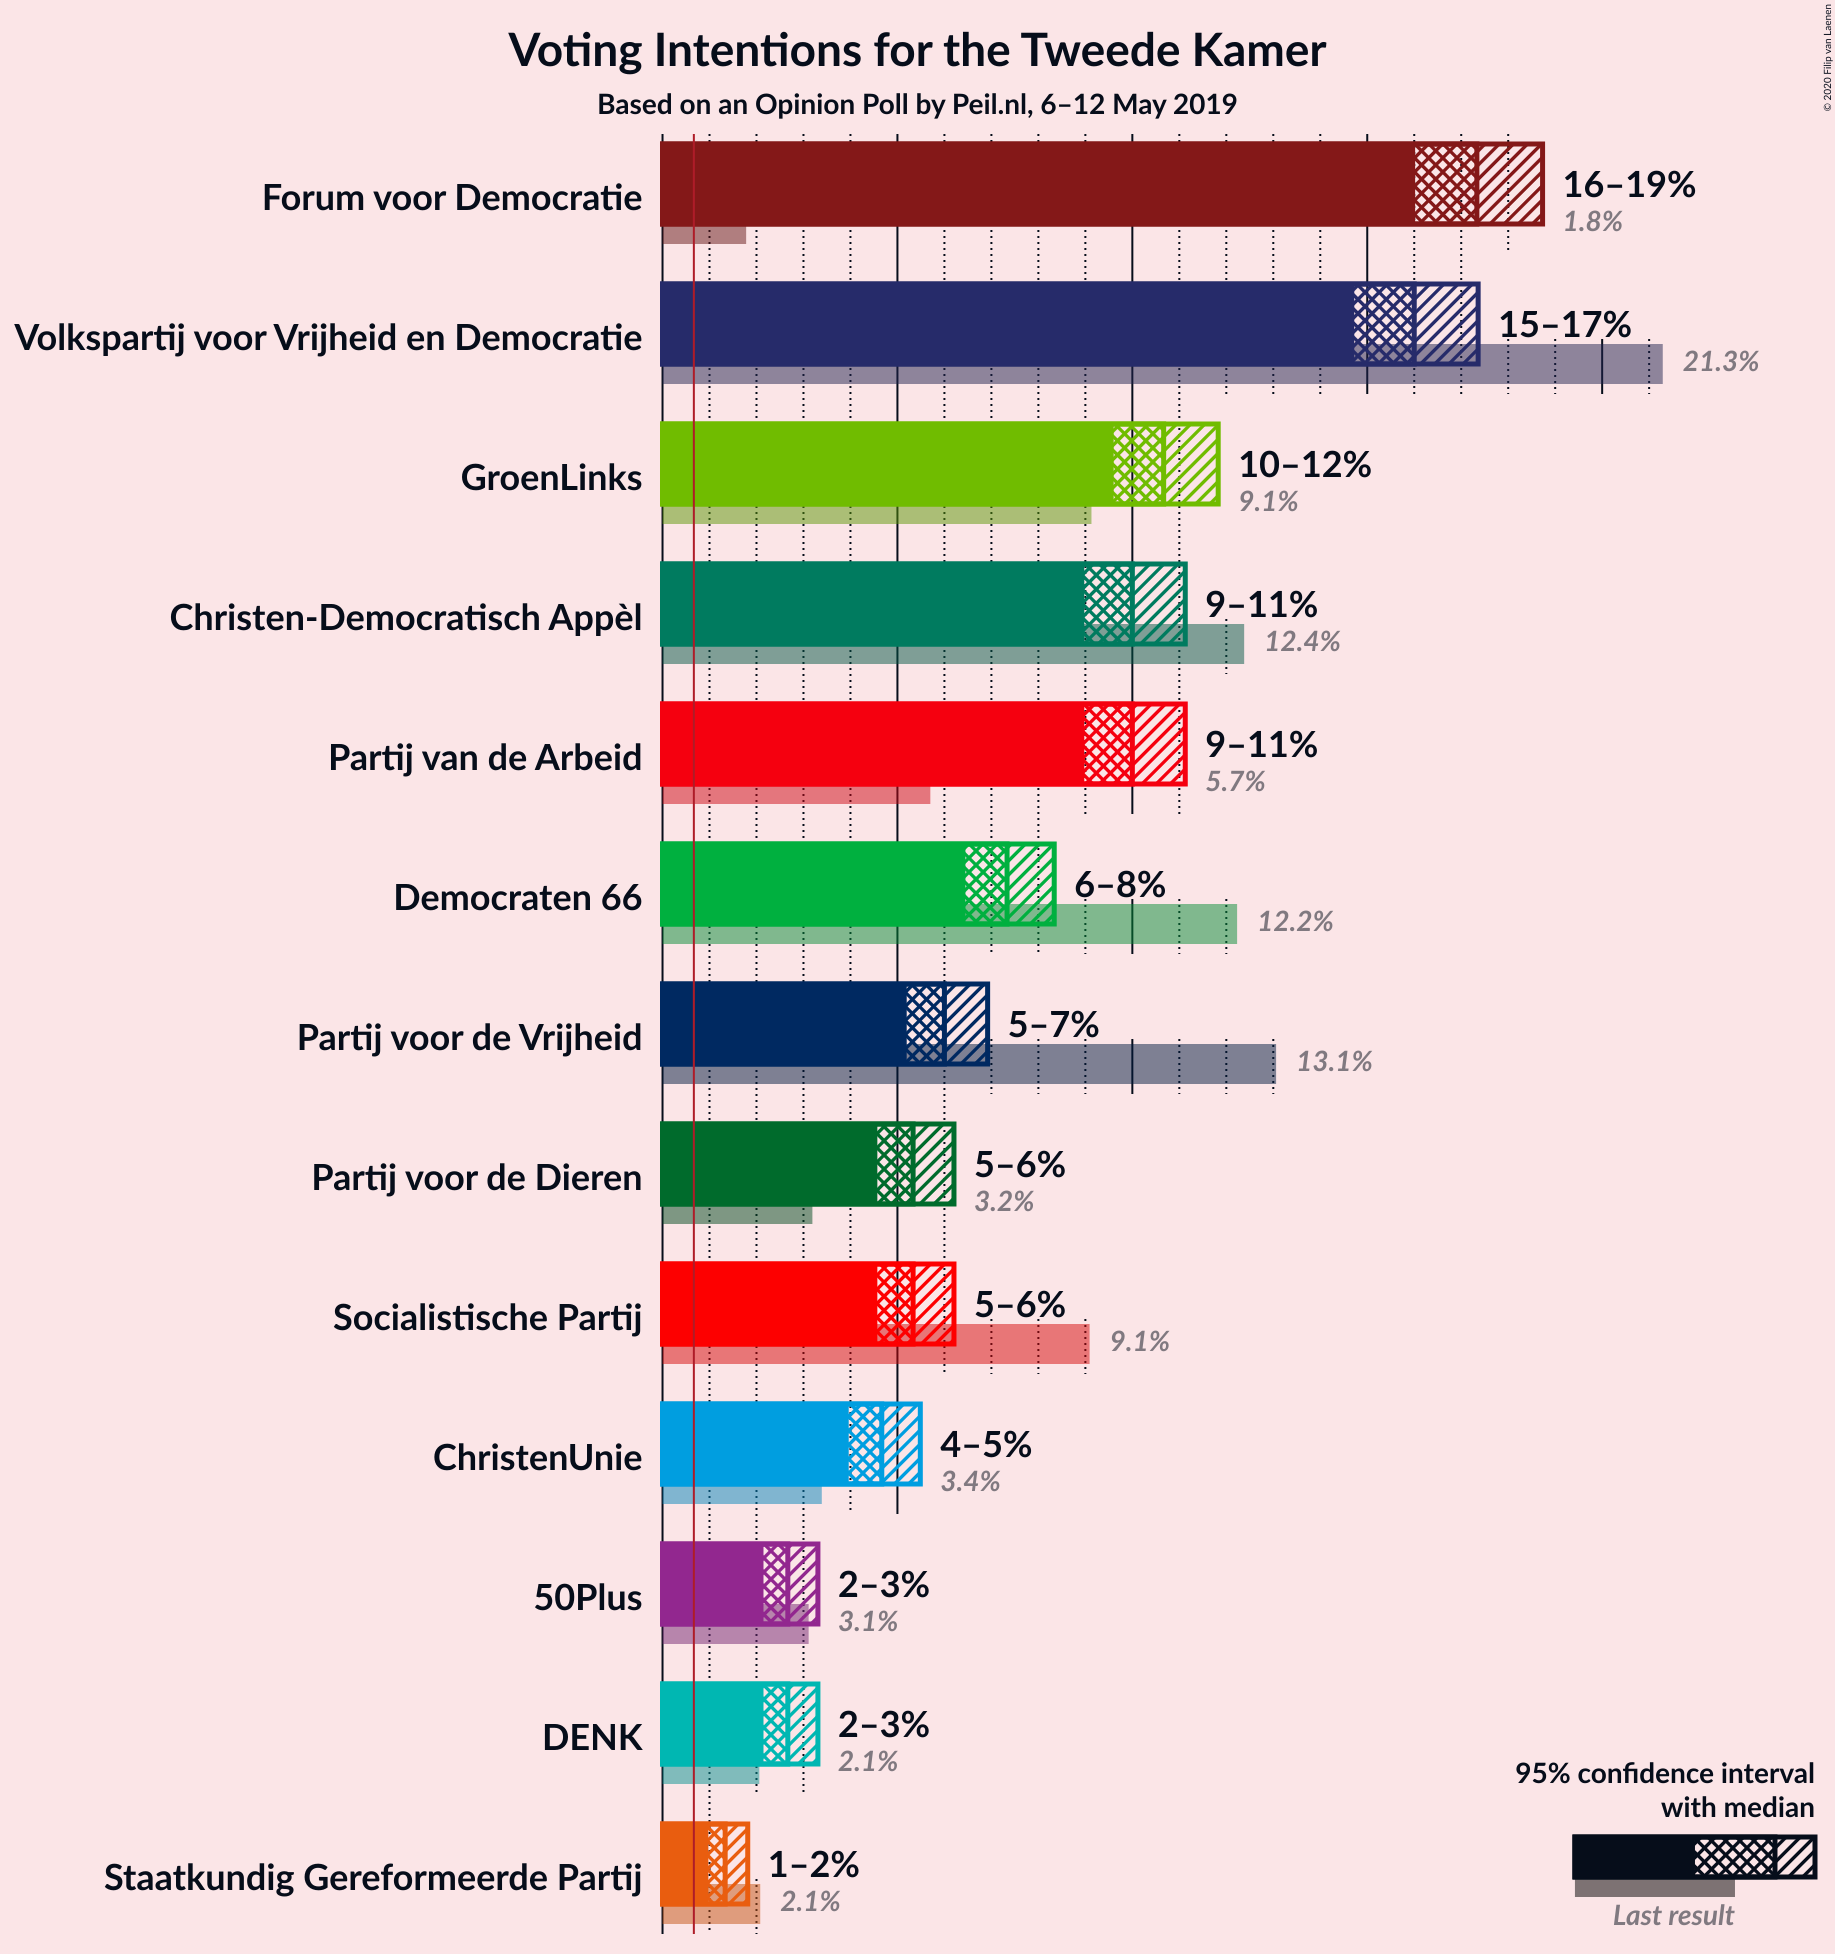 Voting Intentions for the Tweede Kamer
Based on an Opinion Poll by Peil.nl, 6–12 May 2019
© 2020 Filip van Laenen
Forum voor Democratie
16–19%
1.8%
Volkspartij voor Vrijheid en Democratie
15–17%
21.3%
GroenLinks
10–12%
9.1%
Christen-Democratisch Appèl
9–11%
12.4%
Partij van de Arbeid
9–11%
5.7%
Democraten 66
6–8%
12.2%
Partij voor de Vrijheid
5–7%
13.1%
Partij voor de Dieren
5–6%
3.2%
Socialistische Partij
5–6%
9.1%
ChristenUnie
4–5%
3.4%
50Plus
2–3%
3.1%
DENK
2–3%
2.1%
Staatkundig Gereformeerde Partij
1–2%
2.1%
95% confidence interval
with median
Last result